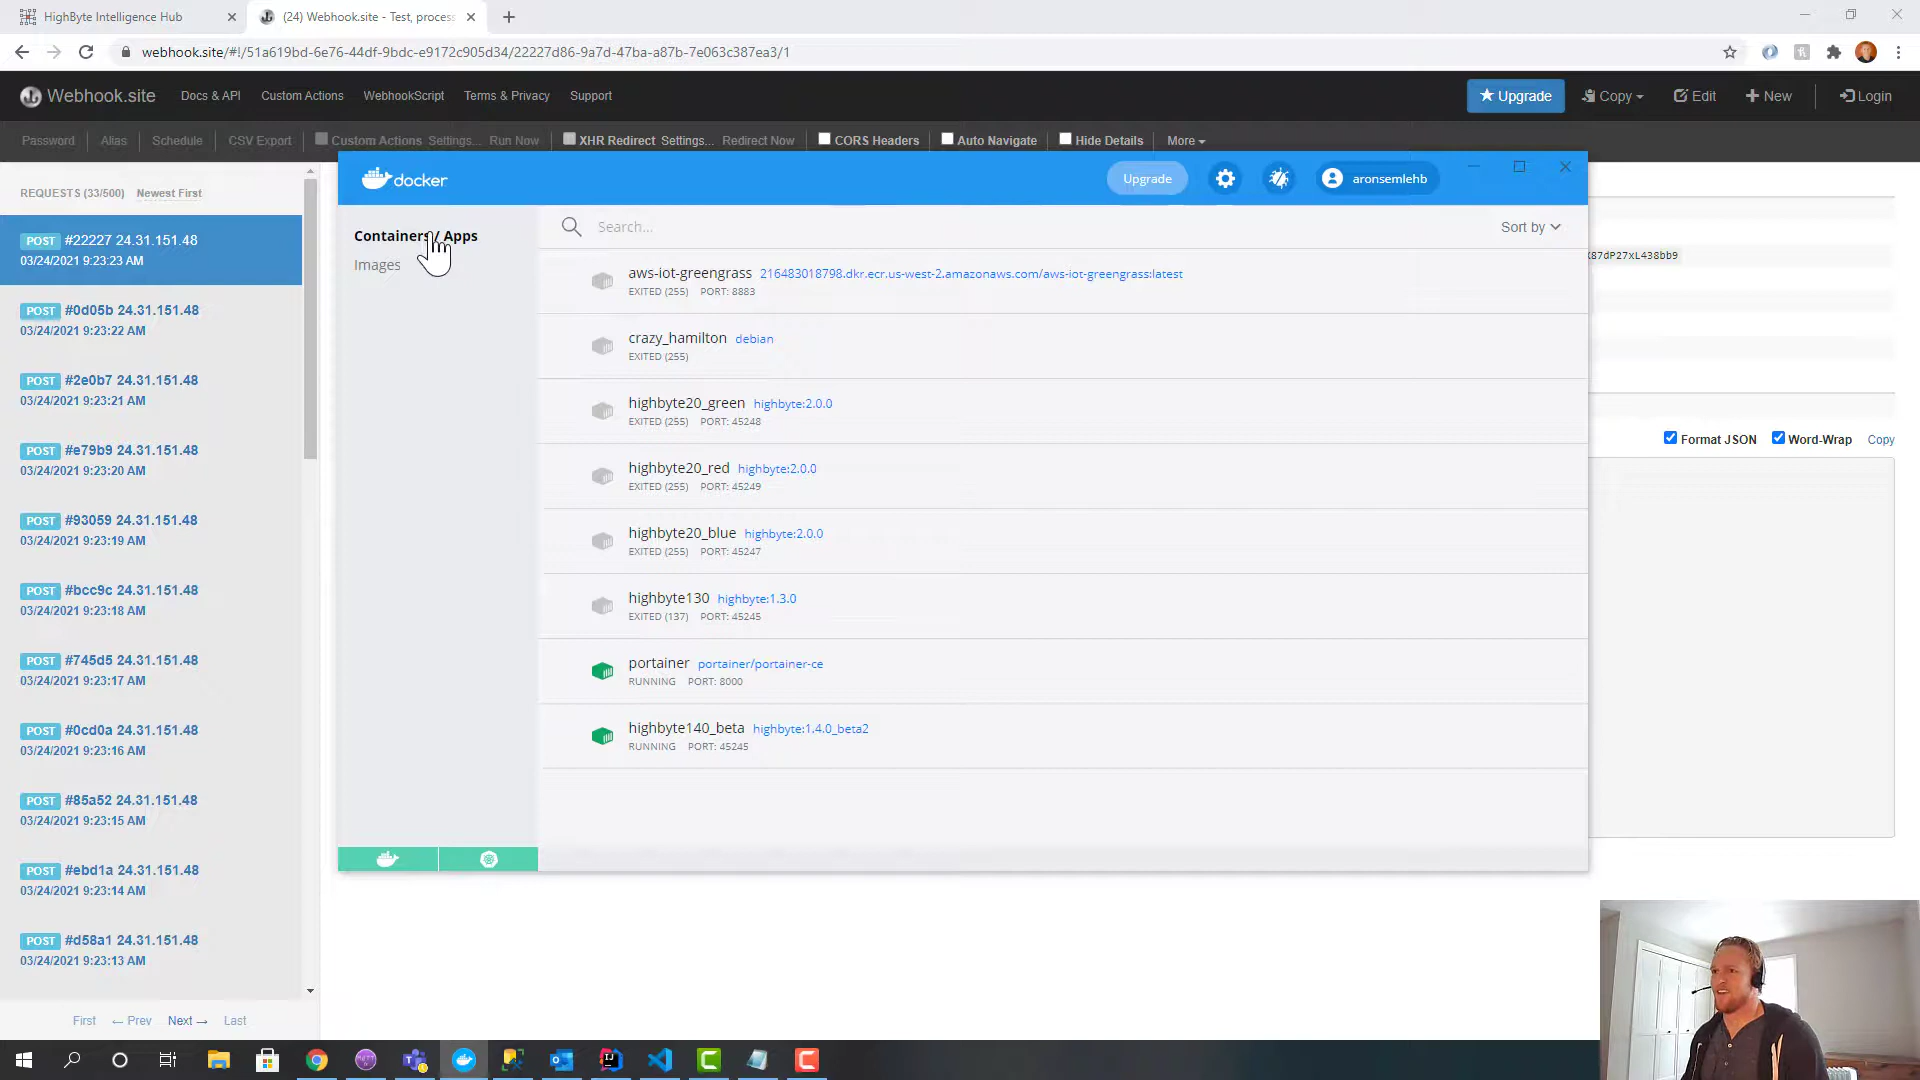 HighByte Intelligence Hub
(24) Webhook.site - Test, process
webhook.site/#!/51a619bd-6e76-44df-9bdc-e9172c905d34/22227d86-9a7d-47ba-a87b-7e063c387ea3/1
Webhook.site
Docs & API
Custom Actions
WebhookScript
Terms & Privacy
Support
Upgrade
Copy
Edit
New
Login
Password
Alias
Schedule
CSV Export
Custom Actions
Settings...
Run Now
XHR Redirect
Settings...
Redirect Now
CORS Headers
Auto Navigate
Hide Details
More
REQUESTS (33/500)
Newest First
POST #22227 24.31.151.48
03/24/2021 9:23:23 AM
POST #0d05b 24.31.151.48
03/24/2021 9:23:22 AM
POST #2e0b7 24.31.151.48
03/24/2021 9:23:21 AM
POST #e79b9 24.31.151.48
03/24/2021 9:23:20 AM
POST #93059 24.31.151.48
03/24/2021 9:23:19 AM
POST #bcc9c 24.31.151.48
03/24/2021 9:23:18 AM
POST #745d5 24.31.151.48
03/24/2021 9:23:17 AM
POST #0cd0a 24.31.151.48
03/24/2021 9:23:16 AM
POST #85a52 24.31.151.48
03/24/2021 9:23:15 AM
POST #ebd1a 24.31.151.48
03/24/2021 9:23:14 AM
POST #d58a1 24.31.151.48
03/24/2021 9:23:13 AM
First
← Prev
Next →
Last
docker
Upgrade
aronsemlehb
Containers / Apps
Images
Search...
Sort by
aws-iot-greengrass 216483018798.dkr.ecr.us-west-2.amazonaws.com/aws-iot-greengrass:latest
EXITED (255) PORT: 8883
crazy_hamilton debian
EXITED (255)
highbyte20_green highbyte:2.0.0
EXITED (255) PORT: 45248
highbyte20_red highbyte:2.0.0
EXITED (255) PORT: 45249
highbyte20_blue highbyte:2.0.0
EXITED (255) PORT: 45247
highbyte130 highbyte:1.3.0
EXITED (137) PORT: 45245
portainer portainer/portainer-ce
RUNNING PORT: 8000
highbyte140_beta highbyte:1.4.0_beta2
RUNNING PORT: 45245
87dP27xL438bb9
Format JSON
Word-Wrap
Copy